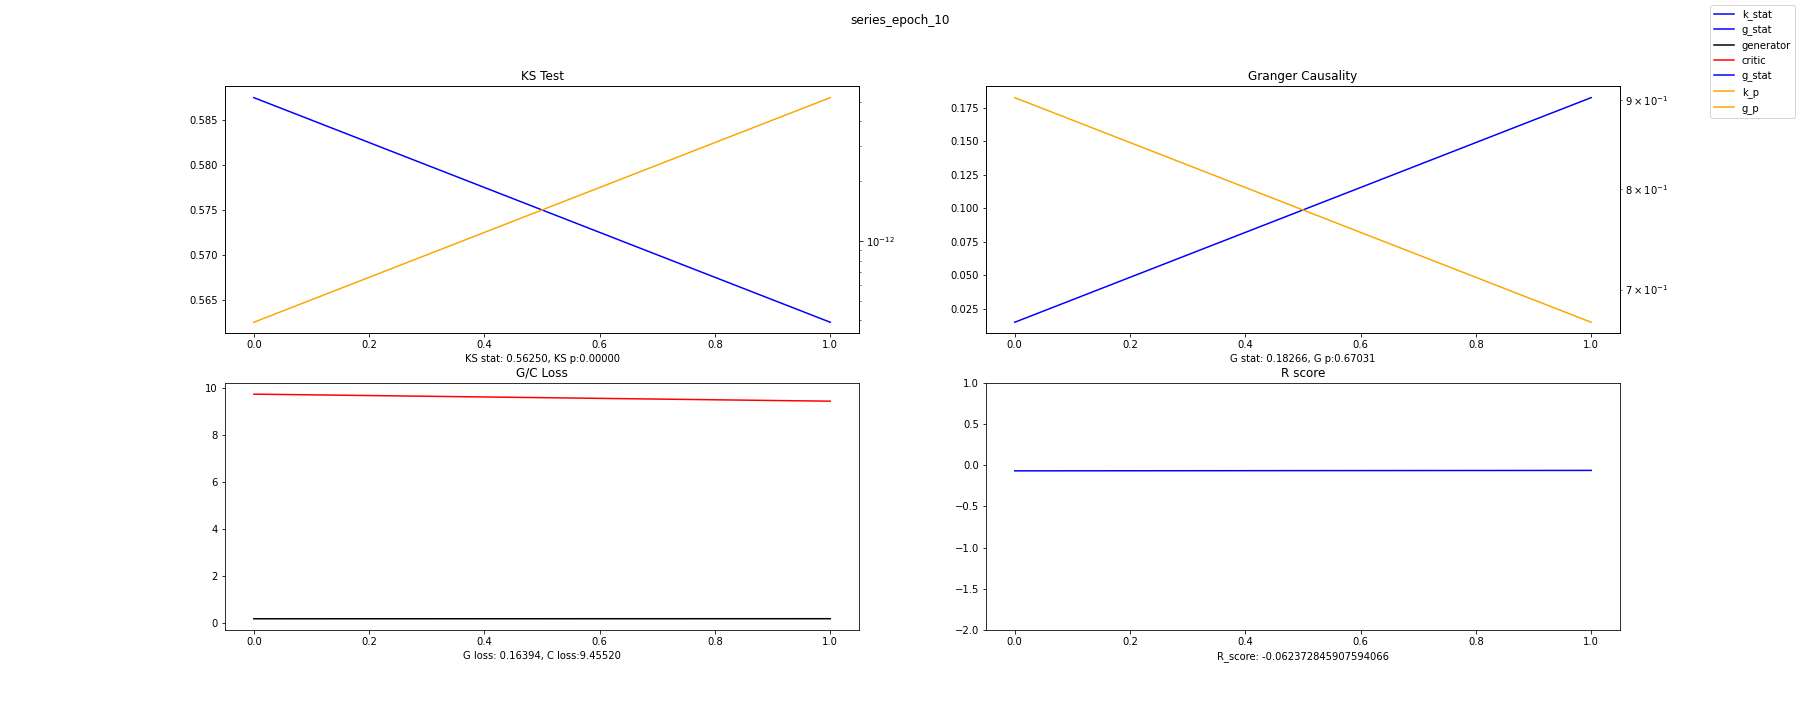 series_epoch_10
k_stat
g_stat
generator
critic
g_stat
k_p
g_p
KS Test
0.585
0.580
0.575
0.570
0.565
10⁻¹²
0.0 0.2 0.4 0.6 0.8 1.0
KS stat: 0.56250, KS p:0.00000
Granger Causality
0.175
0.150
0.125
0.100
0.075
0.050
0.025
9 × 10⁻¹
8 × 10⁻¹
7 × 10⁻¹
0.0 0.2 0.4 0.6 0.8 1.0
G stat: 0.18266, G p:0.67031
G/C Loss
10
8
6
4
2
0
0.0 0.2 0.4 0.6 0.8 1.0
G loss: 0.16394, C loss:9.45520
R score
1.0
0.5
0.0
−0.5
−1.0
−1.5
−2.0
0.0 0.2 0.4 0.6 0.8 1.0
R_score: -0.062372845907594066